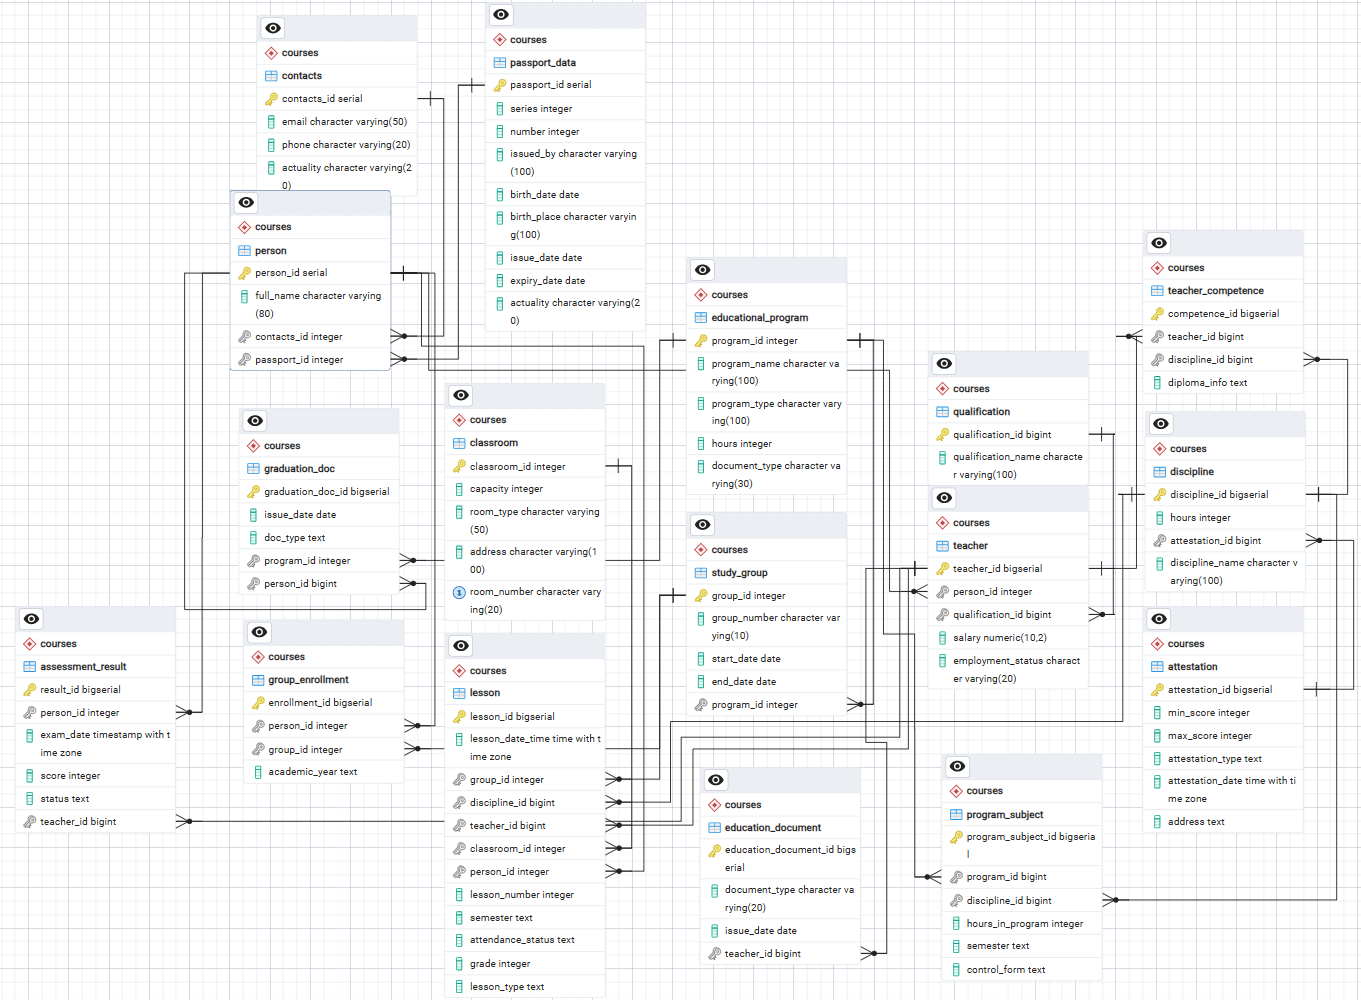 courses
contacts
contacts_id serial
email character varying(50)
phone character varying(20)
actuality character varying(2
0)
courses
passport_data
passport_id serial
series integer
number integer
issued_by character varying
(100)
birth_date date
birth_place character varyin
g(100)
issue_date date
expiry_date date
actuality character varying(2
0)
courses
person
person_id serial
full_name character varying
(80)
contacts_id integer
passport_id integer
courses
educational_program
program_id integer
program_name character va
rying(100)
program_type character vary
ing(100)
hours integer
document_type character va
rying(30)
courses
teacher_competence
competence_id bigserial
teacher_id bigint
discipline_id bigint
diploma_info text
courses
qualification
qualification_id bigint
qualification_name characte
r varying(100)
courses
graduation_doc
graduation_doc_id bigserial
issue_date date
doc_type text
program_id integer
person_id bigint
courses
classroom
classroom_id integer
capacity integer
room_type character varying
(50)
address character varying(1
00)
1
room_number character vary
ing(20)
courses
study_group
group_id integer
group_number character var
ying(10)
start_date date
end_date date
program_id integer
courses
teacher
teacher_id bigserial
person_id integer
qualification_id bigint
salary numeric(10,2)
employment_status charact
er varying(20)
courses
discipline
discipline_id bigserial
hours integer
attestation_id bigint
discipline_name character v
arying(100)
courses
assessment_result
result_id bigserial
person_id integer
exam_date timestamp with t
ime zone
score integer
status text
teacher_id bigint
courses
group_enrollment
enrollment_id bigserial
person_id integer
group_id integer
academic_year text
courses
lesson
lesson_id bigserial
lesson_date_time time with t
ime zone
group_id integer
discipline_id bigint
teacher_id bigint
classroom_id integer
person_id integer
lesson_number integer
semester text
attendance_status text
grade integer
lesson_type text
courses
attestation
attestation_id bigserial
min_score integer
max_score integer
attestation_type text
attestation_date time with ti
me zone
address text
courses
education_document
education_document_id bigs
erial
document_type character va
rying(20)
issue_date date
teacher_id bigint
courses
program_subject
program_subject_id bigseria
l
program_id bigint
discipline_id bigint
hours_in_program integer
semester text
control_form text